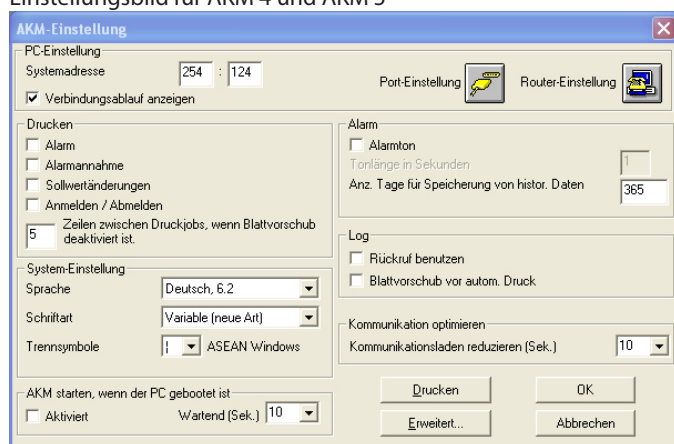 Einstellungsbild für AKM 4 und AKM 5
AKM-Einstellung
PC-Einstellung
Systemadresse 254 : 124
Verbindungsablauf anzeigen
Port-Einstellung
Router-Einstellung
Drucken
Alarm
Alarmannahme
Sollwertänderungen
Anmelden / Abmelden
5 Zeilen zwischen Druckjobs, wenn Blattvorschub
deaktiviert ist.
Alarm
Alarmton
Tonlänge in Sekunden 1
Anz. Tage für Speicherung von histor. Daten 365
Log
Rückruf benutzen
Blattvorschub vor autom. Druck
System-Einstellung
Sprache Deutsch, 6.2
Schriftart Variable (neue Art)
Trennsymbole ¦ ASEAN Windows
Kommunikation optimieren
Kommunikationsladen reduzieren (Sek.) 10
AKM starten, wenn der PC gebootet ist
Aktiviert Wartend (Sek.) 10
Drucken OK
Erweitert... Abbrechen